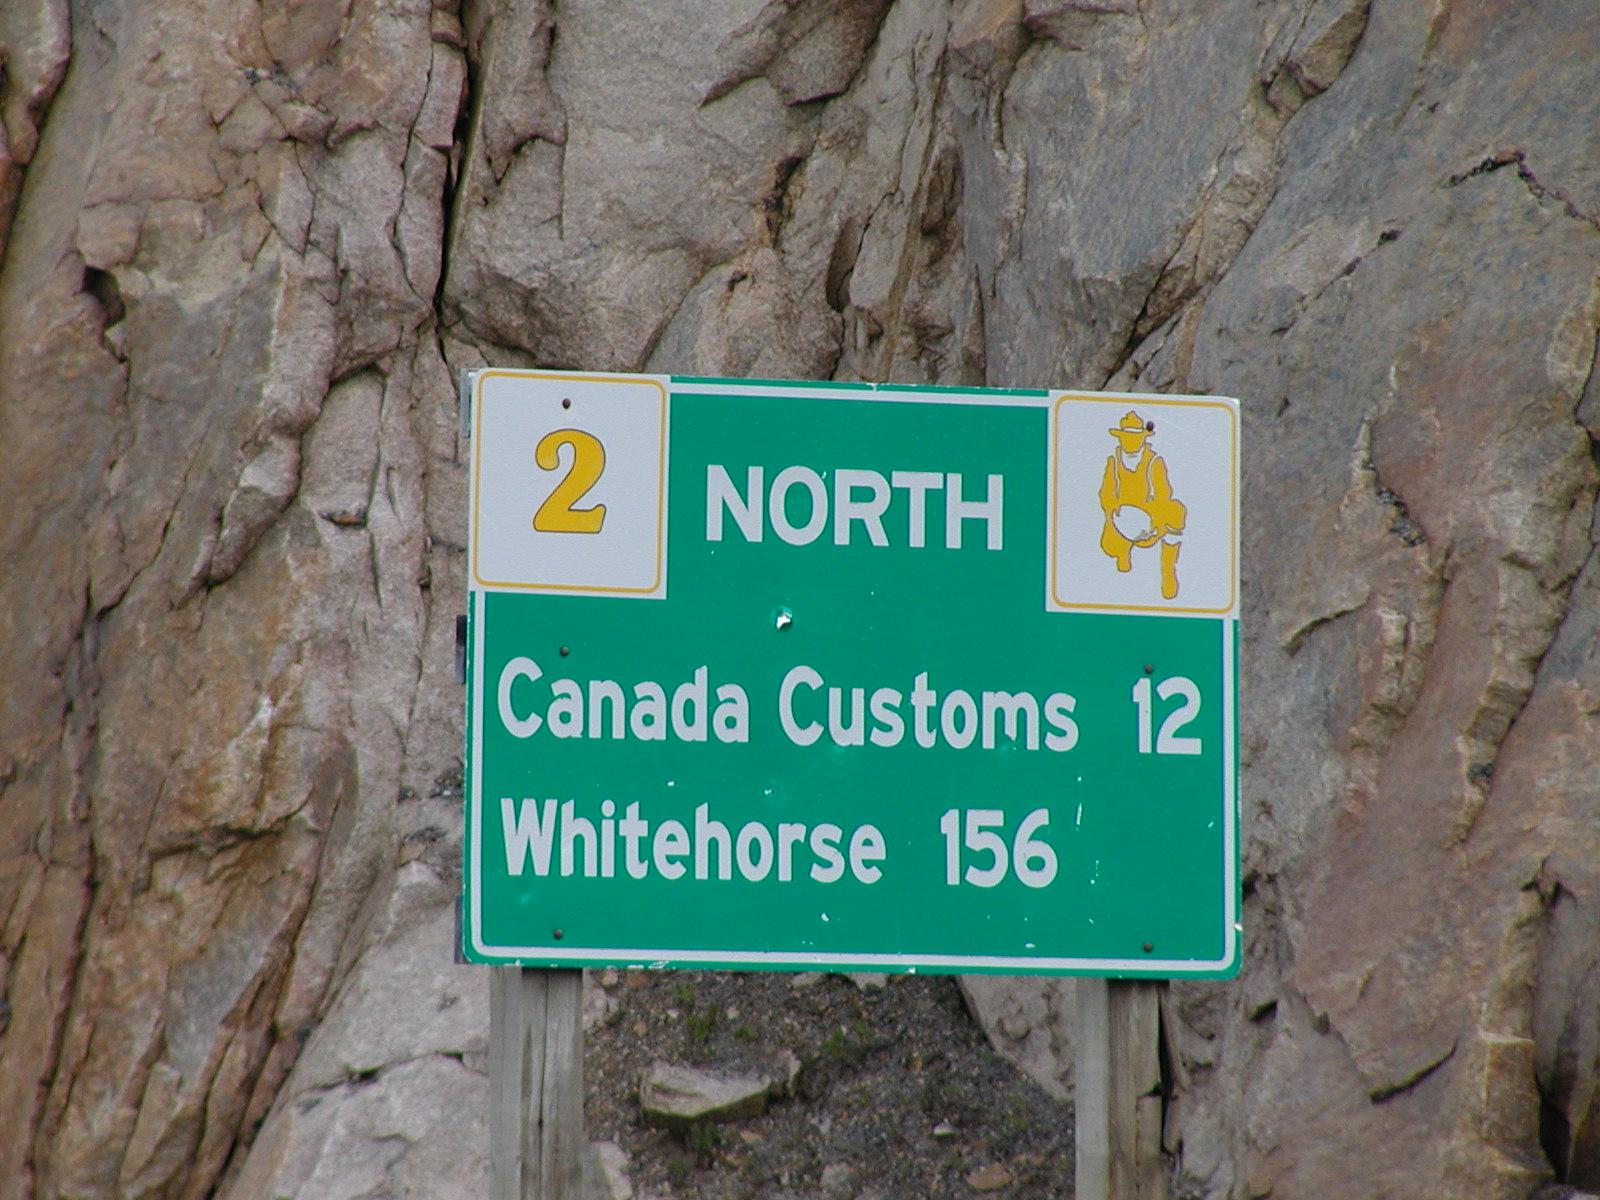 2 NORTH
Canada Customs 12
Whitehorse 156